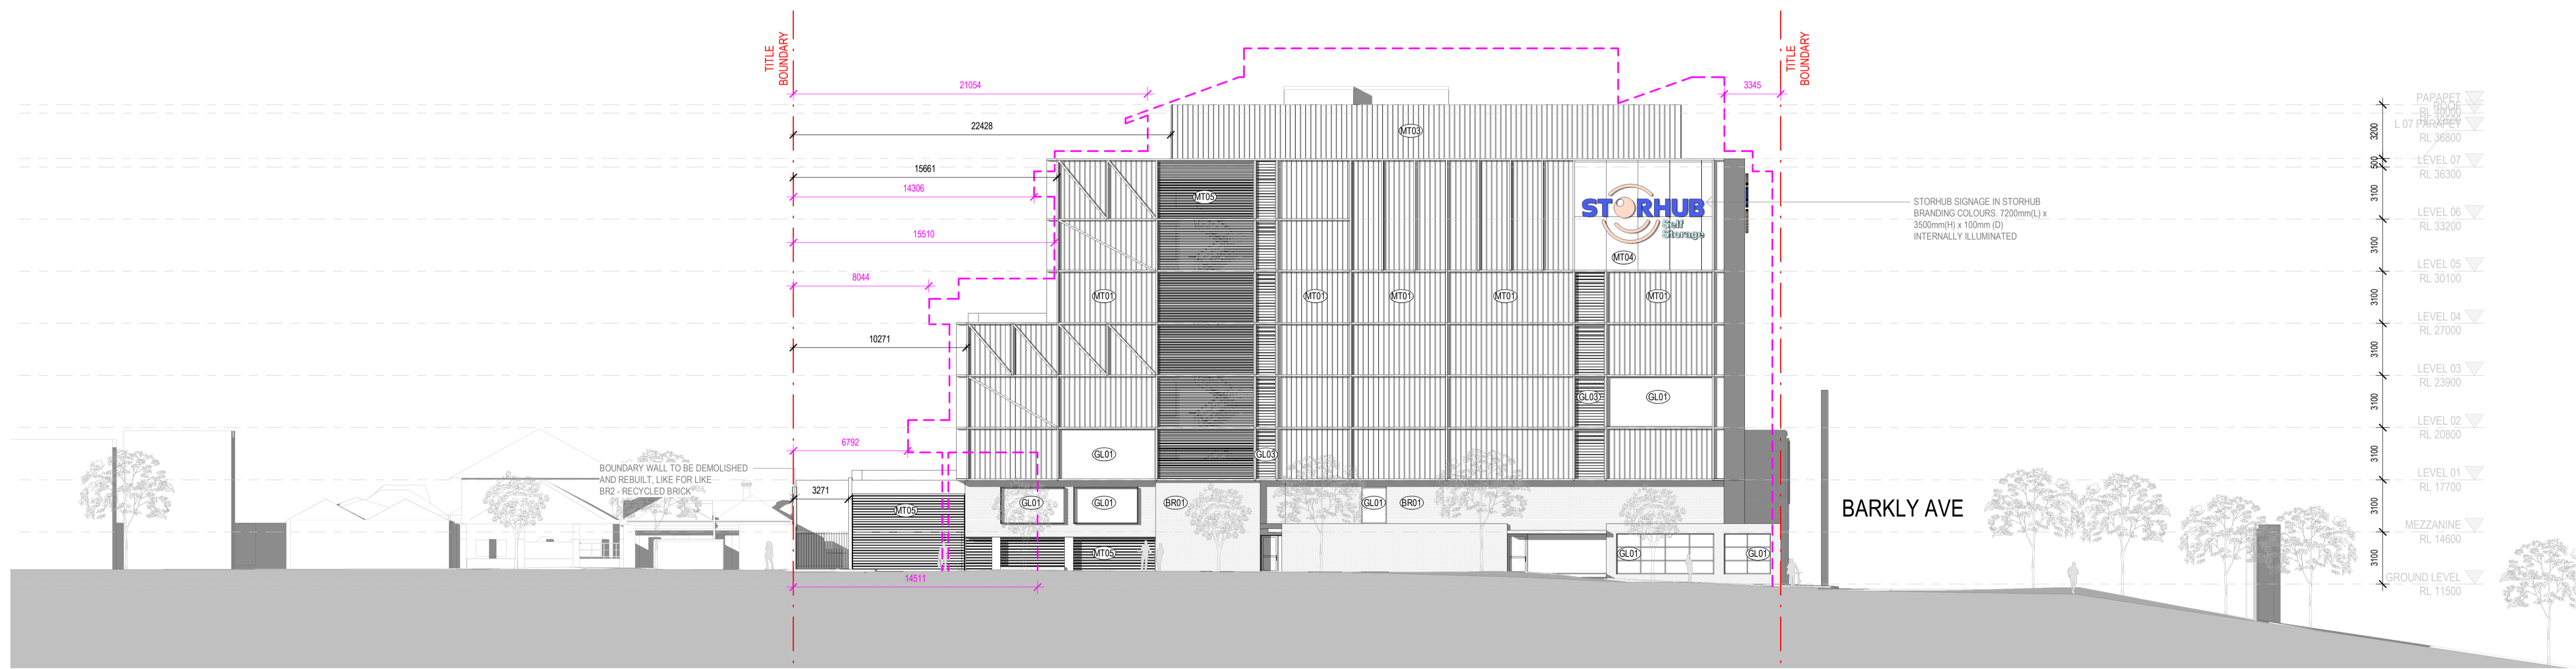 TITLE
BOUNDARY
TITLE
BOUNDARY
21054
3345
22428
15661
14306
15510
8044
10271
6792
3271
14511
MT03
MT05
STORHUB
Self
Storage
MT04
MT01
MT01
MT01
MT01
MT01
GL03
GL01
GL01
GL03
MT05
GL01
GL01
BR01
GL01
BR01
MT05
GL01
GL01
BOUNDARY WALL TO BE DEMOLISHED
AND REBUILT, LIKE FOR LIKE
BR2 - RECYCLED BRICK
STORHUB SIGNAGE IN STORHUB
BRANDING COLOURS. 7200mm(L) x
3500mm(H) x 100mm (D)
INTERNALLY ILLUMINATED
BARKLY AVE
3200
500
3100
3100
3100
3100
3100
3100
3100
3100
PAPAPET
ROOF
L 07 PARAPET
RL 36800
LEVEL 07
RL 36300
LEVEL 06
RL 33200
LEVEL 05
RL 30100
LEVEL 04
RL 27000
LEVEL 03
RL 23900
LEVEL 02
RL 20800
LEVEL 01
RL 17700
MEZZANINE
RL 14600
GROUND LEVEL
RL 11500